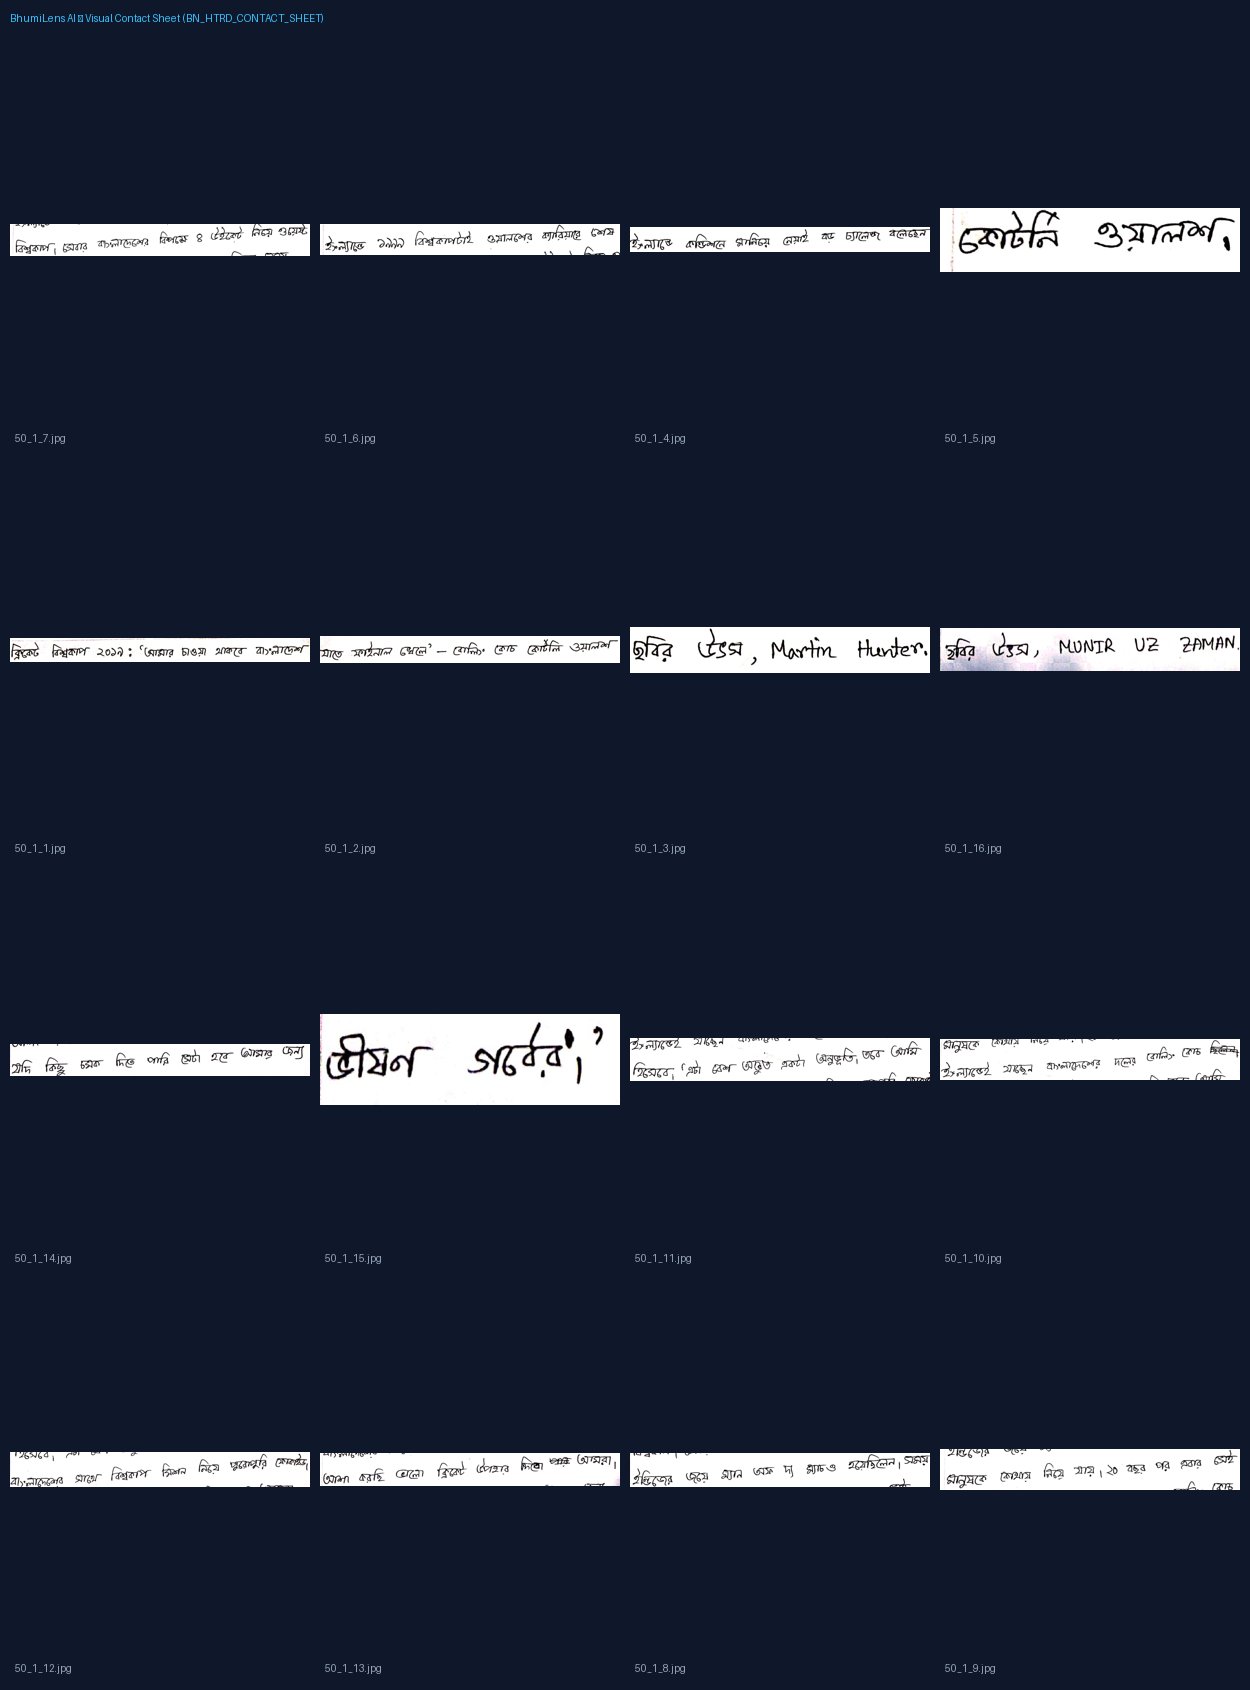 BhumiLens AI Visual Contact Sheet (BN_HTRD_CONTACT_SHEET)
বিশ্বকাপ। সেবার বাংলাদেশের বিপক্ষে ৪ উইকেট নিয়ে ওয়েস্ট
ইংল্যান্ডে ১৯৯৯ বিশ্বকাপটাই ওয়ালশের ক্যারিয়ারে শেষ
ইংল্যান্ডে কন্ডিশনে মানিয়ে নেয়াই বড় চ্যালেঞ্জ বলেছেন
কোর্টনি ওয়ালশ।
50_1_7.jpg
50_1_6.jpg
50_1_4.jpg
50_1_5.jpg
ক্রিকেট বিশ্বকাপ ২০১৯: 'আমার চাওয়া থাকবে বাংলাদেশ
যাতে ফাইনাল খেলে' – বোলিং কোচ কোর্টনি ওয়ালশ
ছবির উৎস, Martin Hunter.
ছবির উৎস, MUNIR UZ ZAMAN.
50_1_1.jpg
50_1_2.jpg
50_1_3.jpg
50_1_16.jpg
যদি কিছু চমক দিতে পারি সেটা হবে আমার জন্য
ভীষণ গর্বের।'
হিসেবে। 'এটা বেশ অদ্ভুত একটা অনুভূতি। তবে আমি
ইংল্যান্ডেই যাচ্ছেন বাংলাদেশের দলের বোলিং কোচ
50_1_14.jpg
50_1_15.jpg
50_1_11.jpg
50_1_10.jpg
বাংলাদেশের সাথে বিশ্বকাপ মিশন নিয়ে পুরোপুরি
আশা করছি ভালো ক্রিকেট উপহার দিবো আমরা।
ইন্ডিজের জয়ে ম্যান অফ দ্য ম্যাচও হয়েছিলেন। সময়
মানুষকে কোথায় নিয়ে যায়। ২০ বছর পর এবার সেই
50_1_12.jpg
50_1_13.jpg
50_1_8.jpg
50_1_9.jpg